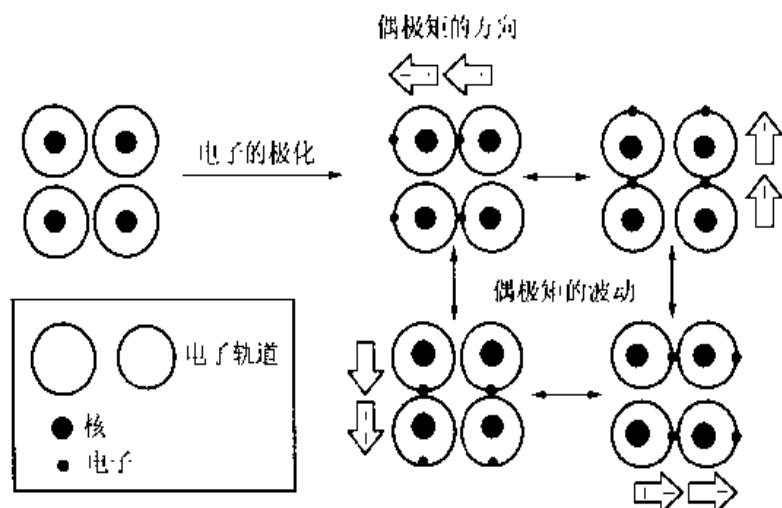 偶极矩的方向
电子的极化
偶极矩的波动
电子轨道
核
电子